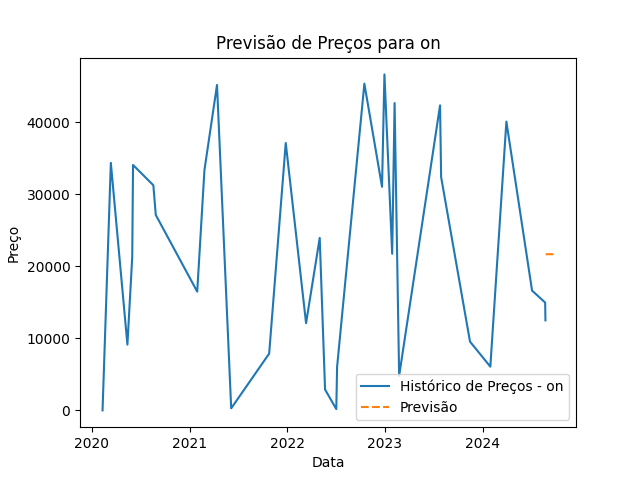 Previsão de Preços para on
Preço
40000
30000
20000
10000
0
Histórico de Preços - on
Previsão
2020 2021 2022 2023 2024
Data